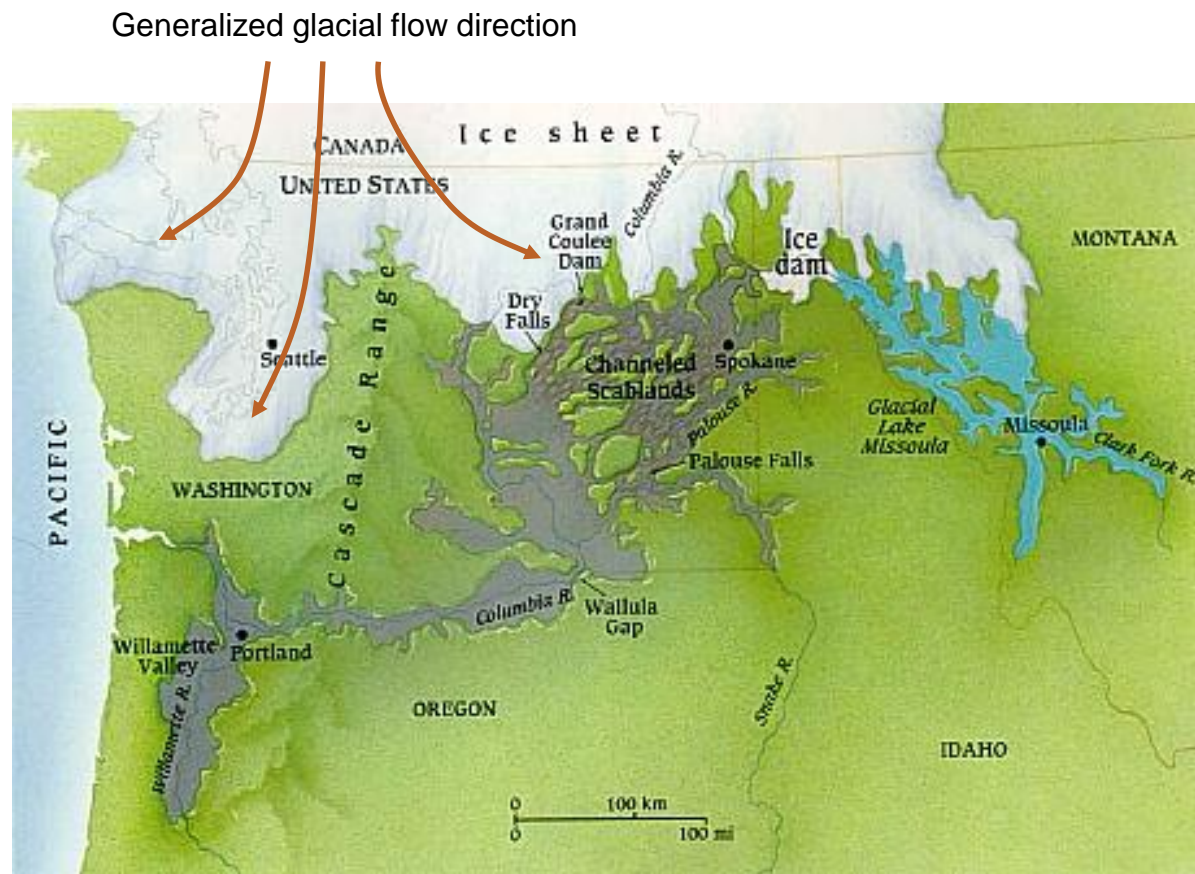 Generalized glacial flow direction
Ice sheet
CANADA
UNITED STATES
Columbia R.
Grand
Coulee
Dam
Ice
dam
MONTANA
Dry
Falls
Seattle
Cascade Range
Channeled
Scablands
Spokane
Palouse R.
Glacial
Lake
Missoula
Missoula
Clark Fork R.
PACIFIC
WASHINGTON
Palouse Falls
Columbia R.
Wallula
Gap
Willamette
Valley
Portland
Willamette R.
OREGON
Snake R.
IDAHO
0 100 km
0 100 mi